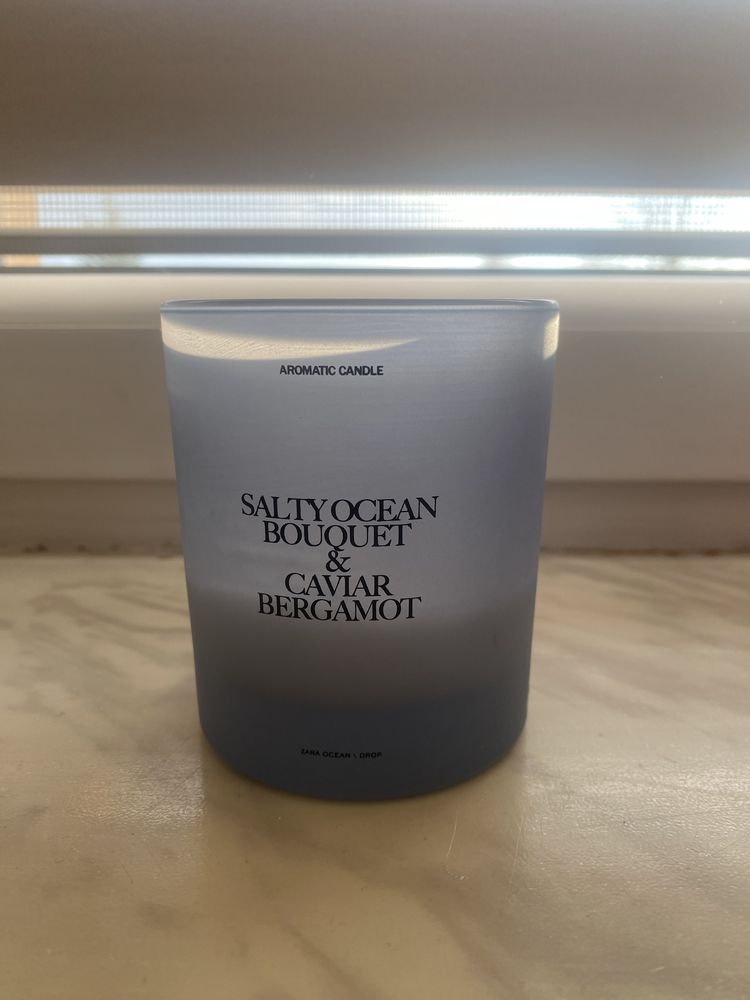 AROMATIC CANDLE
SALTY OCEAN
BOUQUET
&
CAVIAR
BERGAMOT
ZARA OCEAN \ DROP